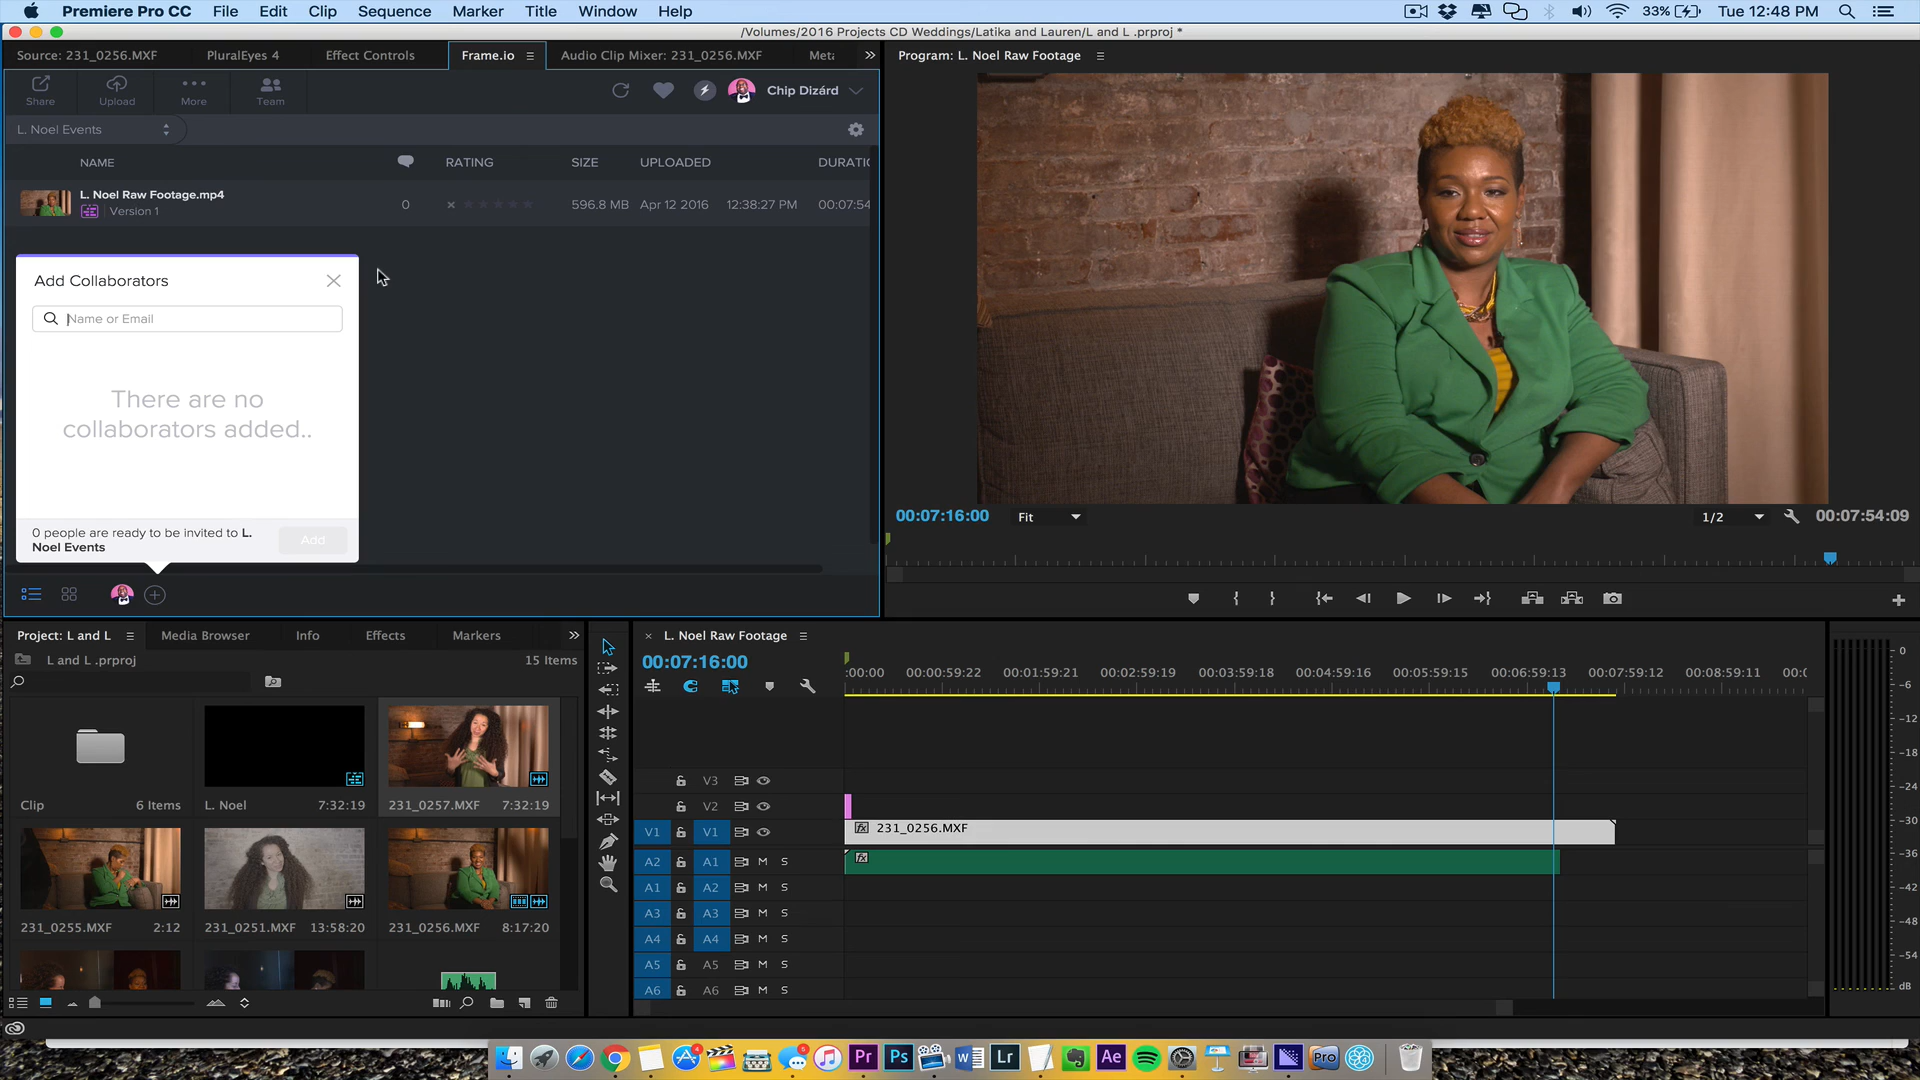 Premiere Pro CC File Edit Clip Sequence Marker Title Window Help 33% Tue 12:48 PM
/Volumes/2016 Projects CD Weddings/Latika and Lauren/L and L .prproj *
Source: 231_0256.MXF PluralEyes 4 Effect Controls Frame.io Audio Clip Mixer: 231_0256.MXF Meta
Program: L. Noel Raw Footage
Share Upload More Team Chip Dizárd
L. Noel Events
NAME RATING SIZE UPLOADED DURATIO
L. Noel Raw Footage.mp4
Version 1
0 596.8 MB Apr 12 2016 12:38:27 PM 00:07:54
Add Collaborators
Name or Email
There are no
collaborators added..
0 people are ready to be invited to L.
Noel Events
Add
00:07:16:00 Fit 1/2 00:07:54:09
Project: L and L Media Browser Info Effects Markers
L and L .prproj 15 Items
Clip 6 Items
L. Noel 7:32:19
231_0257.MXF 7:32:19
231_0255.MXF 2:12
231_0251.MXF 13:58:20
231_0256.MXF 8:17:20
L. Noel Raw Footage
00:07:16:00
:00:00 00:00:59:22 00:01:59:21 00:02:59:19 00:03:59:18 00:04:59:16 00:05:59:15 00:06:59:13 00:07:59:12 00:08:59:11 00:0
V3
V2
V1 V1 fx 231_0256.MXF
A2 A1 M S fx
A1 A2 M S
A3 A3 M S
A4 A4 M S
A5 A5 M S
A6 A6 M S
0
-6
-12
-18
-24
-30
-36
-42
-48
-54
dB
Pr Ps W Lr Ae Pro